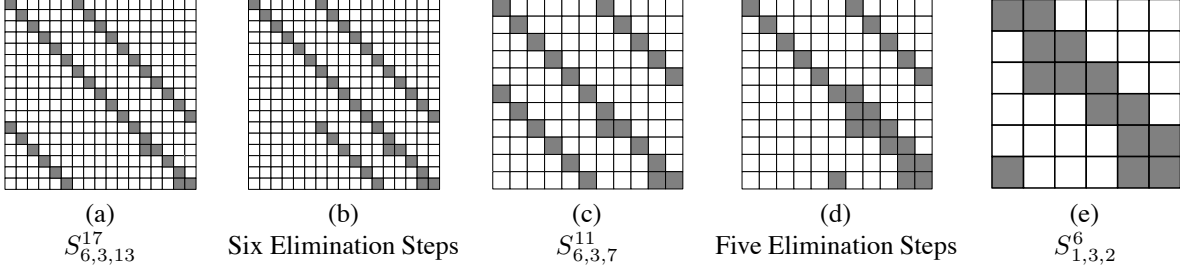 (a) (b) (c) (d) (e)
$S^{17}_{6,3,13}$ Six Elimination Steps $S^{11}_{6,3,7}$ Five Elimination Steps $S^{6}_{1,3,2}$